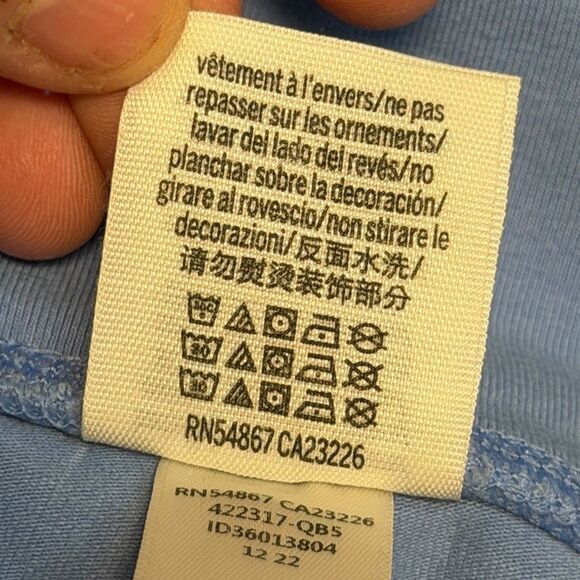 vêtement à l'envers/ne pas
repasser sur les ornements/
lavar del lado del revés/no
planchar sobre la decoración/
girare al rovescio/non stirare le
decorazioni/反面水洗/
请勿熨烫装饰部分
RN54867 CA23226
RN54867 CA23226
422317-QB5
ID36013804
12 22